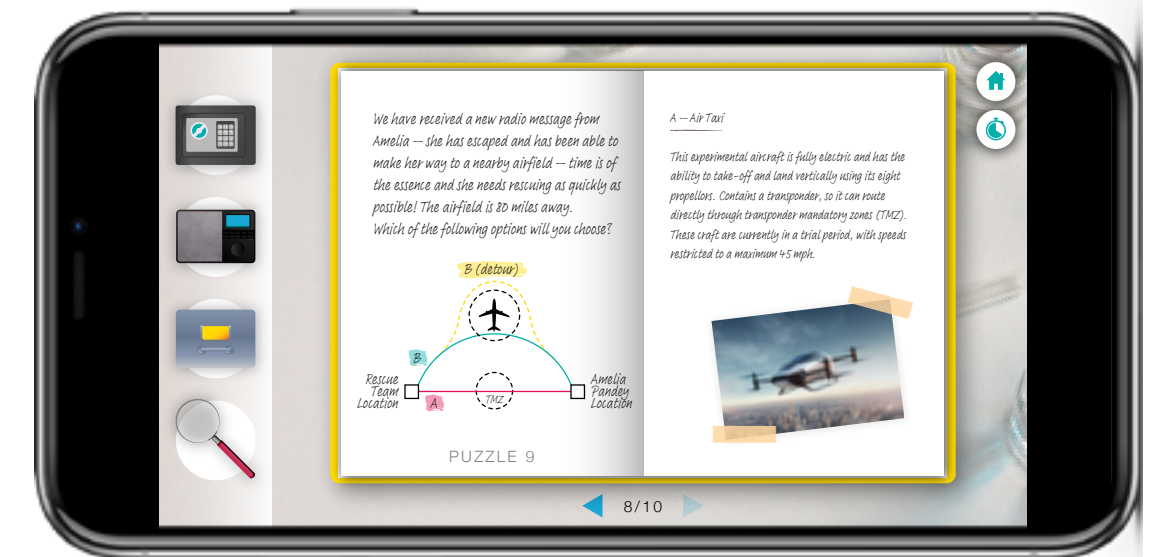 We have received a new radio message from
Amelia – she has escaped and has been able to
make her way to a nearby airfield – time is of
the essence and she needs rescuing as quickly as
possible! The airfield is 80 miles away.
Which of the following options will you choose?
B (detour)
B
Rescue
Team
Location
A
TMZ
Amelia
Pandey
Location
PUZZLE 9
A – Air Taxi
This experimental aircraft is fully electric and has the
ability to take-off and land vertically using its eight
propellors. Contains a transponder, so it can route
directly through transponder mandatory zones (TMZ).
These craft are currently in a trial period, with speeds
restricted to a maximum 45 mph.
8/10